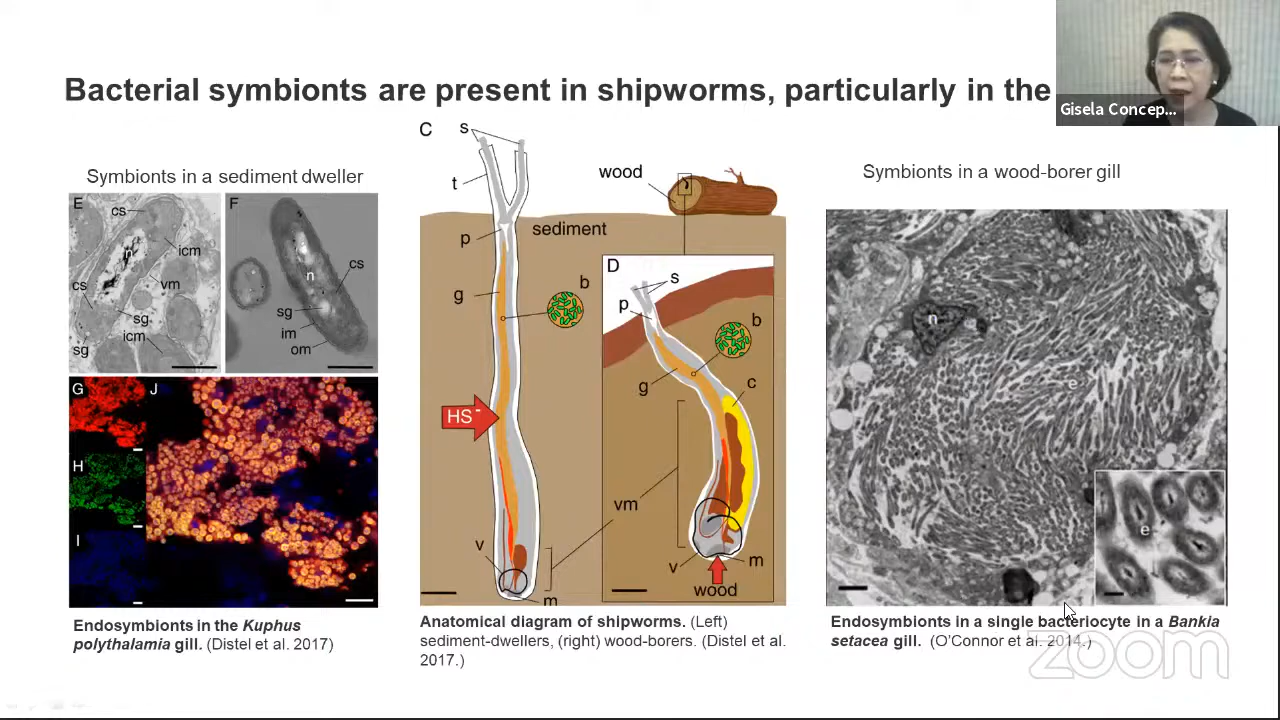 Bacterial symbionts are present in shipworms, particularly in the
Gisela Concep...
Symbionts in a sediment dweller
E
cs
n
icm
cs
vm
sg
icm
sg
F
cs
n
sg
im
om
G
J
H
I
Endosymbionts in the Kuphus
polythalamia gill. (Distel et al. 2017)
C
s
t
wood
p
sediment
g
b
D
s
p
b
g
c
HS-
vm
v
m
v
m
wood
Anatomical diagram of shipworms. (Left)
sediment-dwellers, (right) wood-borers. (Distel et al.
2017.)
Symbionts in a wood-borer gill
n
e
e
Endosymbionts in a single bacteriocyte in a Bankia
setacea gill. (O'Connor et al. 2014.)
zoom